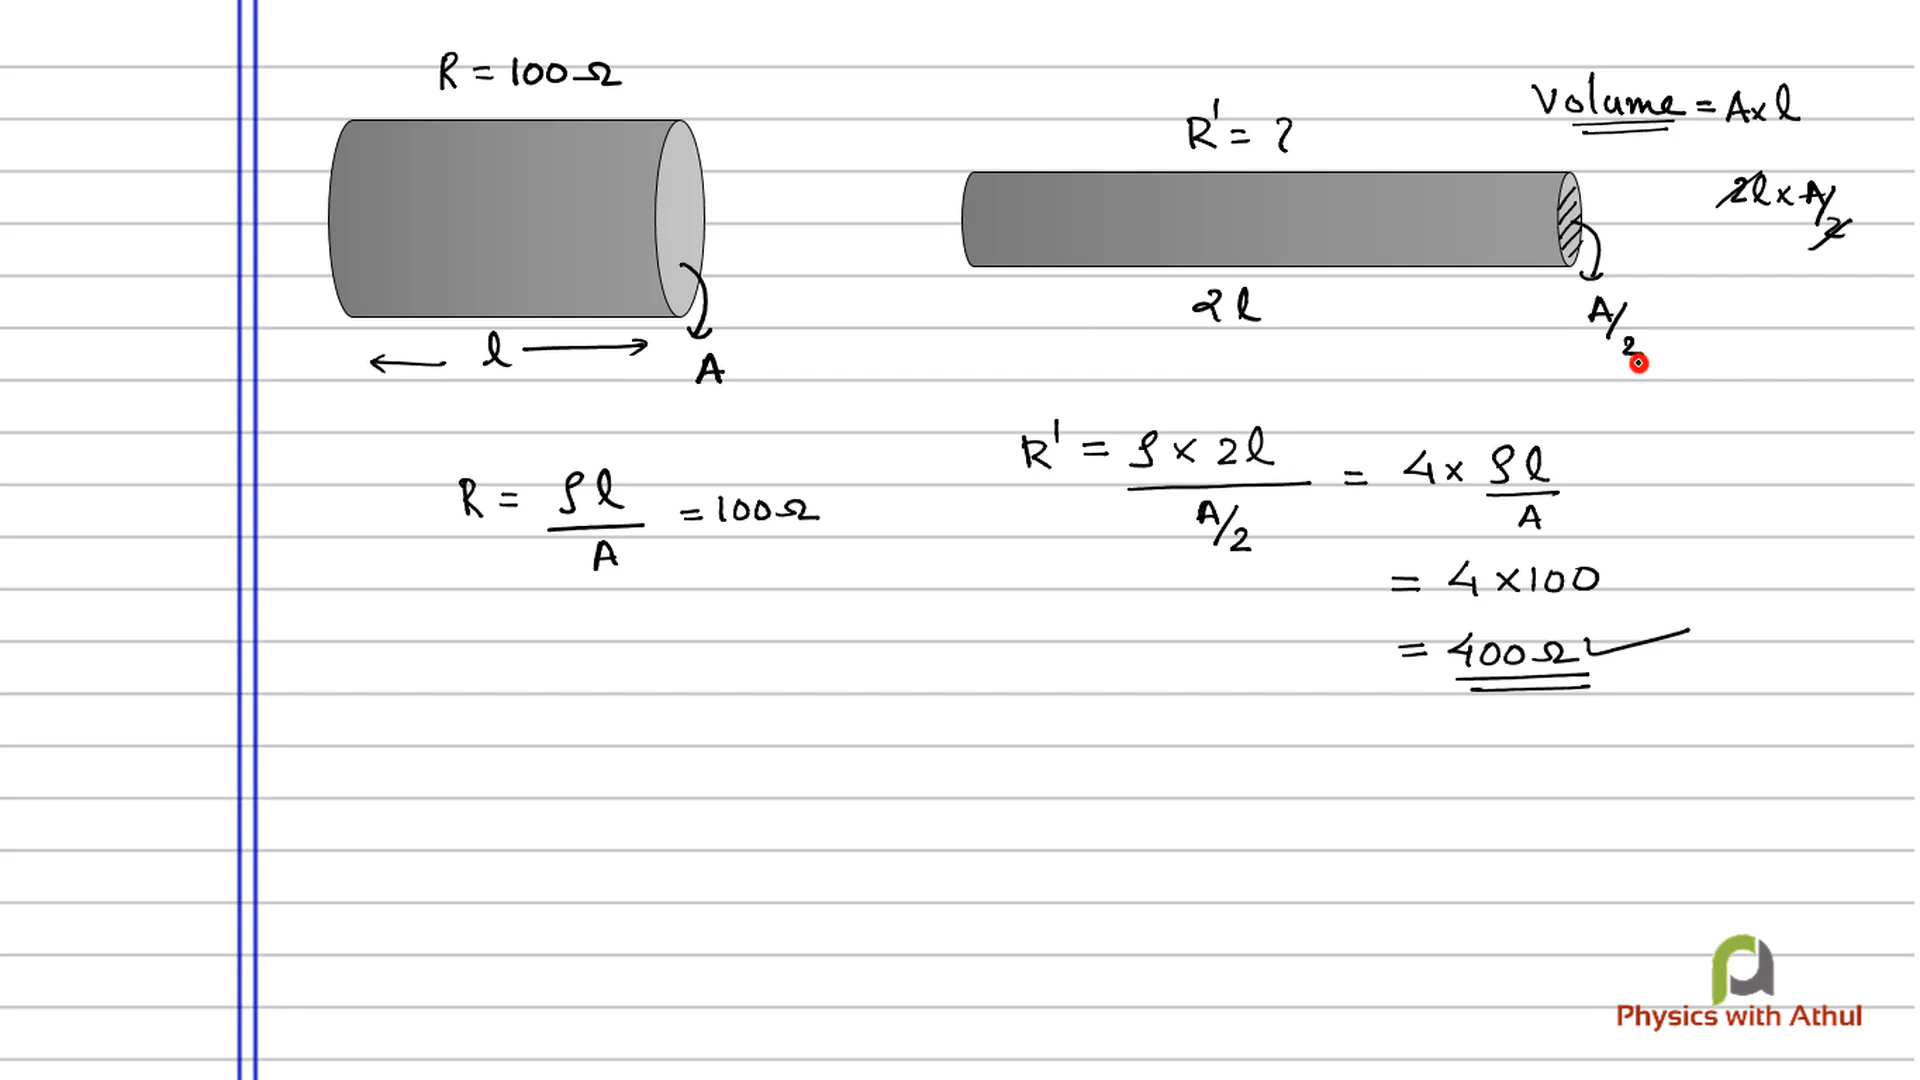 R = 100Ω
R' = ?
Volume = A×l
2l × A/2
l
A
2l
A/2
R = ρl/A = 100Ω
R' = ρ × 2l / A/2 = 4 × ρl/A
= 4 × 100
= 400Ω ✓
Physics with Athul